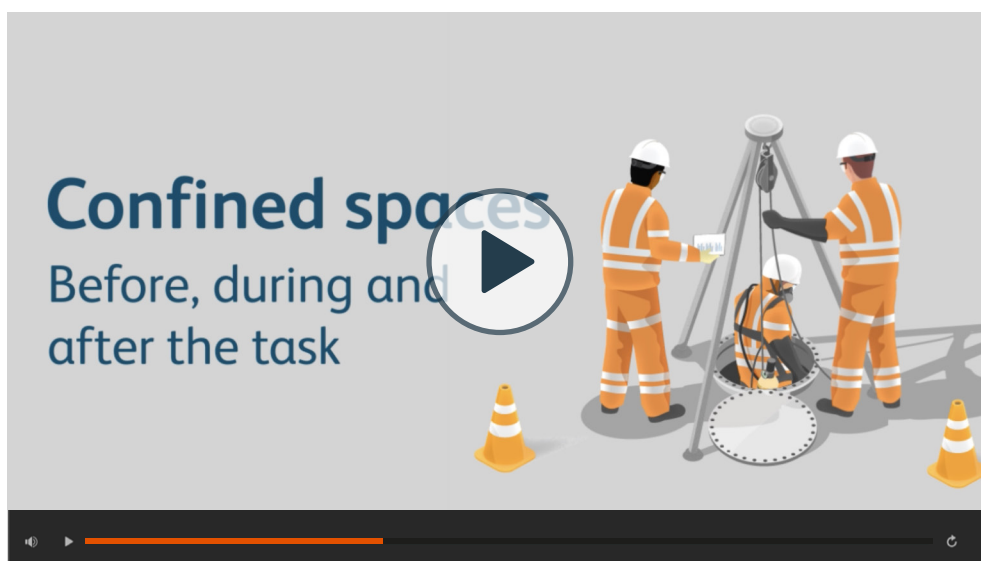 Confined spaces
Before, during and
after the task